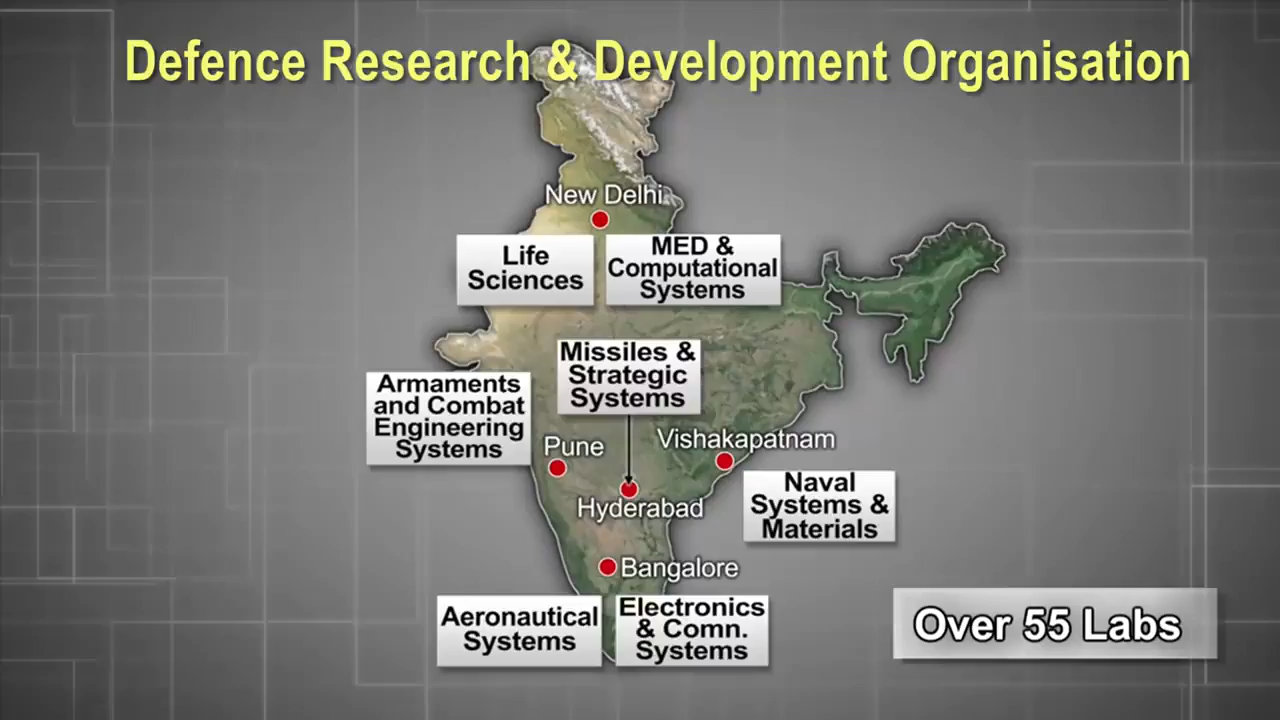 Defence Research & Development Organisation
New Delhi
Life
Sciences
MED &
Computational
Systems
Missiles &
Strategic
Systems
Armaments
and Combat
Engineering
Systems
Pune
Vishakapatnam
Hyderabad
Naval
Systems &
Materials
Bangalore
Aeronautical
Systems
Electronics
& Comn.
Systems
Over 55 Labs